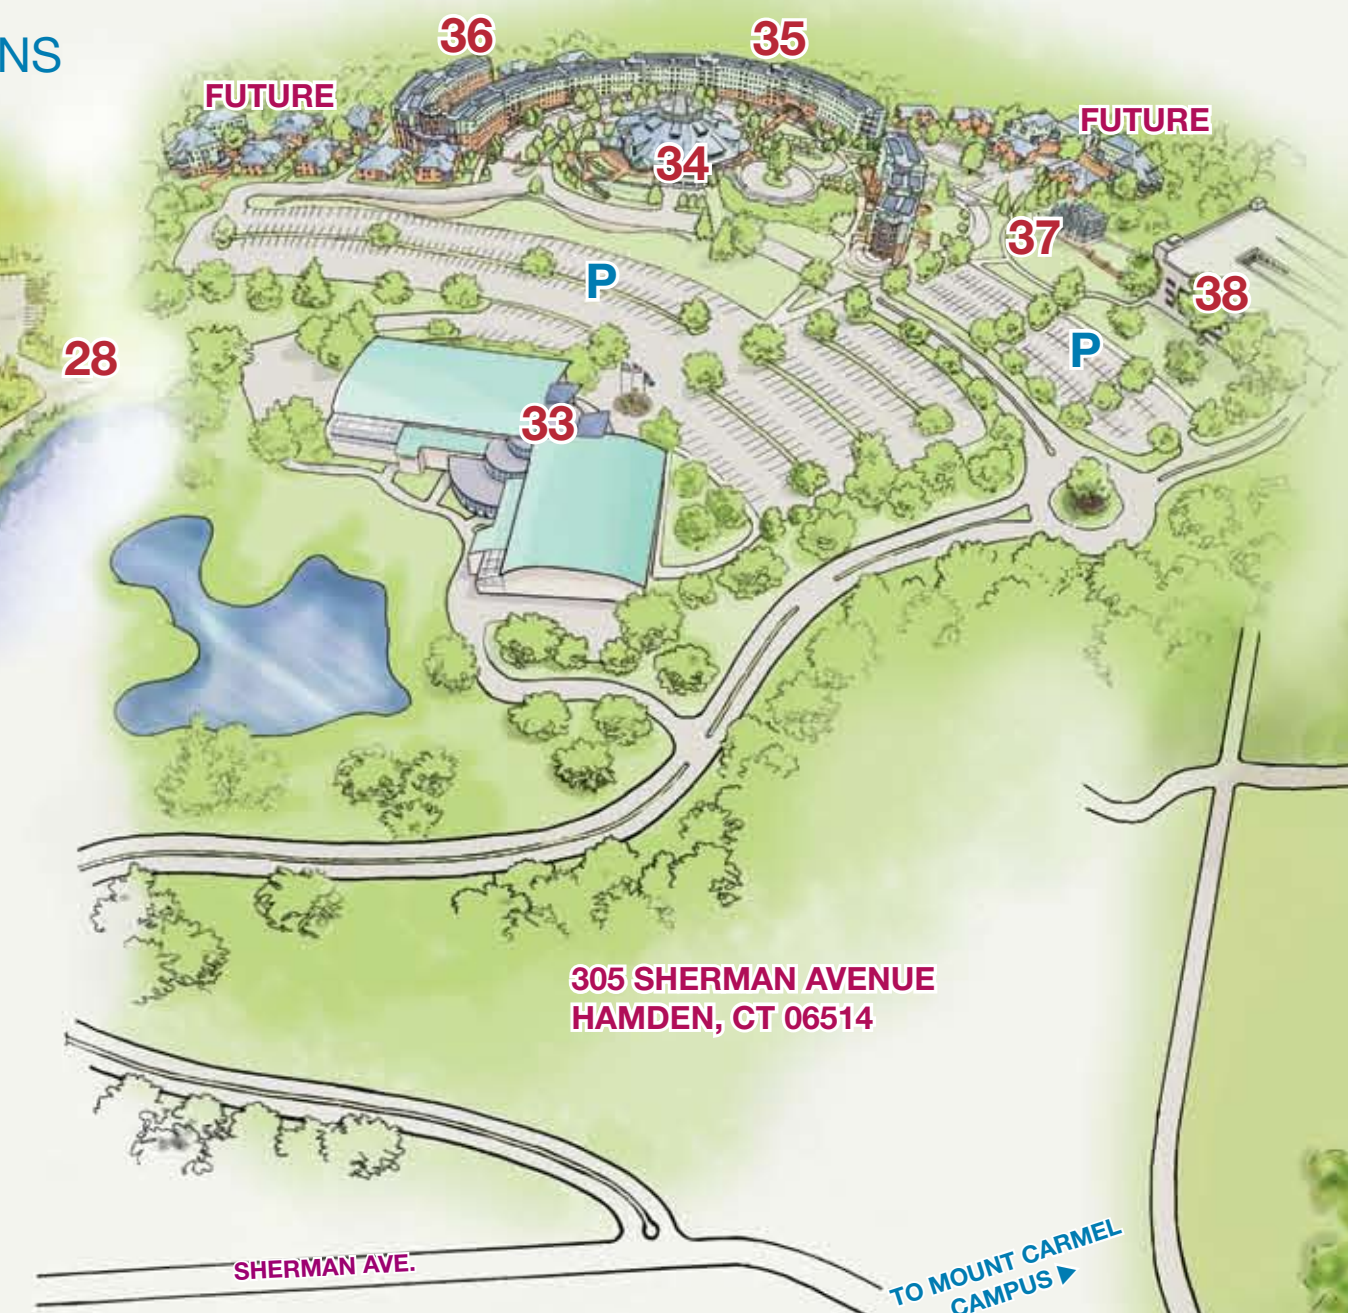 NS
36
35
FUTURE
FUTURE
34
37
38
P
P
28
33
305 SHERMAN AVENUE
HAMDEN, CT 06514
SHERMAN AVE.
TO MOUNT CARMEL
CAMPUS ▶